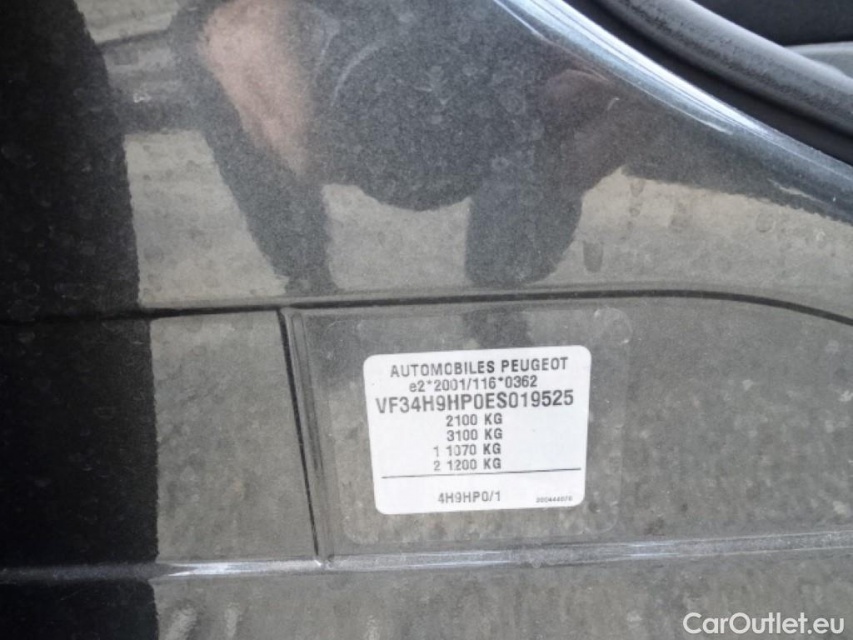 AUTOMOBILES PEUGEOT
e2*2001/116*0362
VF34H9HP0ES019525
2100 KG
3100 KG
1 1070 KG
2 1200 KG
4H9HP0/1
CarOutlet.eu